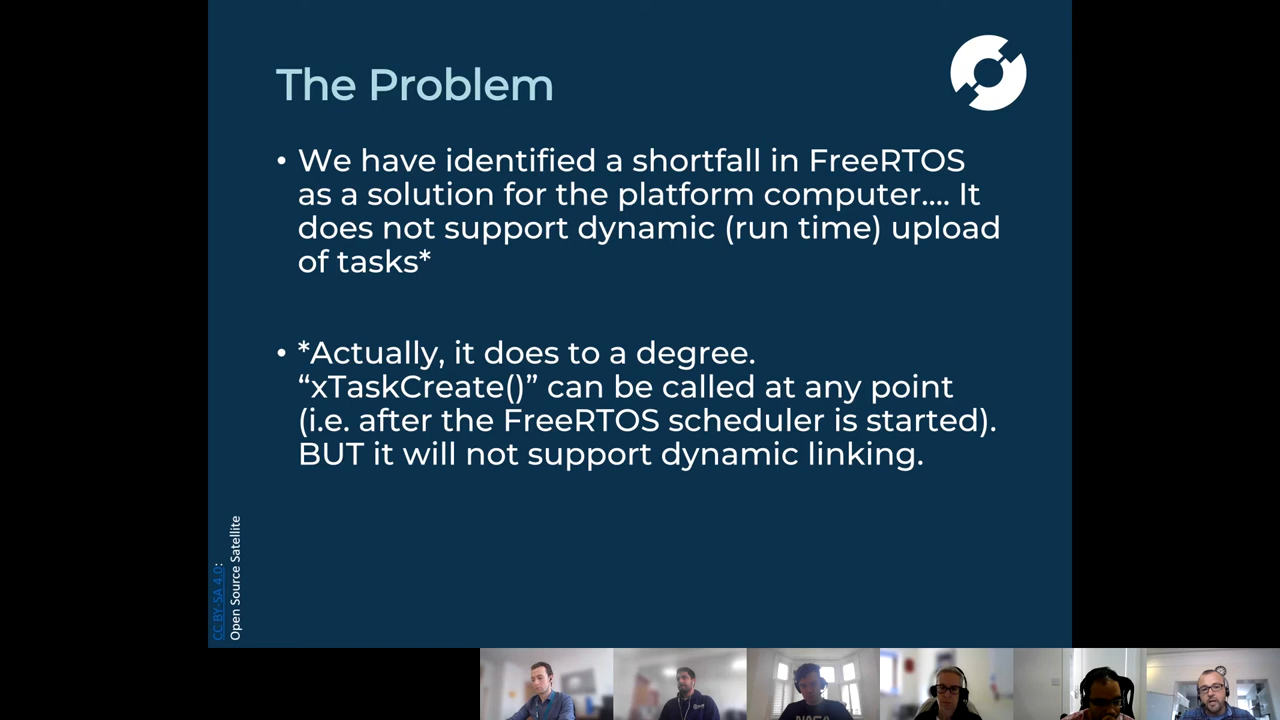 The Problem
• We have identified a shortfall in FreeRTOS
as a solution for the platform computer.... It
does not support dynamic (run time) upload
of tasks*
• *Actually, it does to a degree.
“xTaskCreate()” can be called at any point
(i.e. after the FreeRTOS scheduler is started).
BUT it will not support dynamic linking.
CC BY-SA 4.0:
Open Source Satellite
NASA